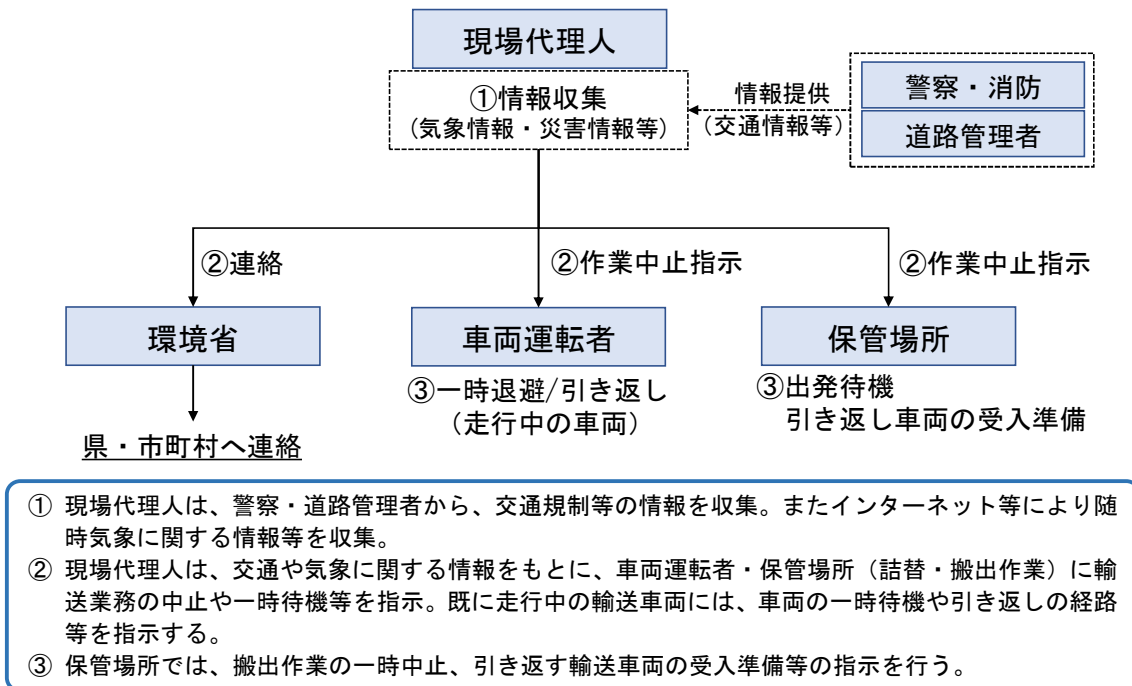 現場代理人
①情報収集
（気象情報・災害情報等）
情報提供
（交通情報等）
警察・消防
道路管理者
②連絡
②作業中止指示
②作業中止指示
環境省
車両運転者
保管場所
③一時退避/引き返し
（走行中の車両）
③出発待機
引き返し車両の受入準備
県・市町村へ連絡
① 現場代理人は、警察・道路管理者から、交通規制等の情報を収集。またインターネット等により随
時気象に関する情報等を収集。
② 現場代理人は、交通や気象に関する情報をもとに、車両運転者・保管場所（詰替・搬出作業）に輸
送業務の中止や一時待機等を指示。既に走行中の輸送車両には、車両の一時待機や引き返しの経路
等を指示する。
③ 保管場所では、搬出作業の一時中止、引き返す輸送車両の受入準備等の指示を行う。